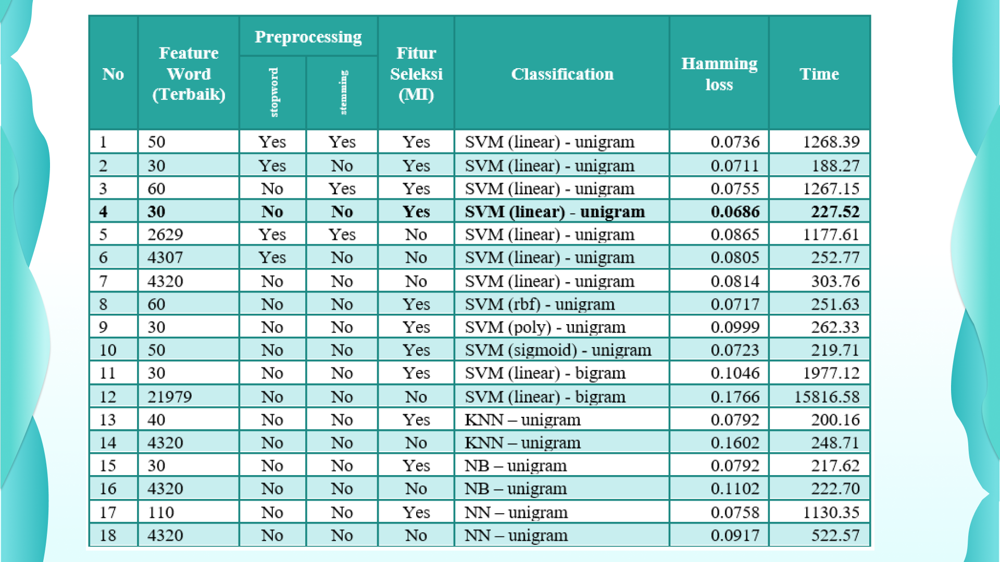 No Feature Word (Terbaik) Preprocessing stopword stemming Fitur Seleksi (MI) Classification Hamming loss Time
1 50 Yes Yes Yes SVM (linear) - unigram 0.0736 1268.39
2 30 Yes No Yes SVM (linear) - unigram 0.0711 188.27
3 60 No Yes Yes SVM (linear) - unigram 0.0755 1267.15
4 30 No No Yes SVM (linear) - unigram 0.0686 227.52
5 2629 Yes Yes No SVM (linear) - unigram 0.0865 1177.61
6 4307 Yes No No SVM (linear) - unigram 0.0805 252.77
7 4320 No No No SVM (linear) - unigram 0.0814 303.76
8 60 No No Yes SVM (rbf) - unigram 0.0717 251.63
9 30 No No Yes SVM (poly) - unigram 0.0999 262.33
10 50 No No Yes SVM (sigmoid) - unigram 0.0723 219.71
11 30 No No Yes SVM (linear) - bigram 0.1046 1977.12
12 21979 No No No SVM (linear) - bigram 0.1766 15816.58
13 40 No No Yes KNN – unigram 0.0792 200.16
14 4320 No No No KNN – unigram 0.1602 248.71
15 30 No No Yes NB – unigram 0.0792 217.62
16 4320 No No No NB – unigram 0.1102 222.70
17 110 No No Yes NN – unigram 0.0758 1130.35
18 4320 No No No NN – unigram 0.0917 522.57